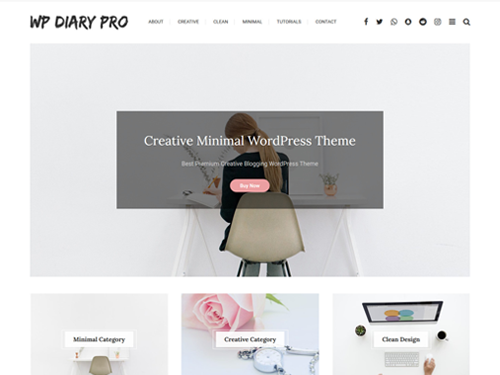 WP DIARY PRO
ABOUT CREATIVE CLEAN MINIMAL TUTORIALS CONTACT
Creative Minimal WordPress Theme
Best Premium Creative Blogging WordPress Theme
Buy Now
Minimal Category
Creative Category
Clean Design